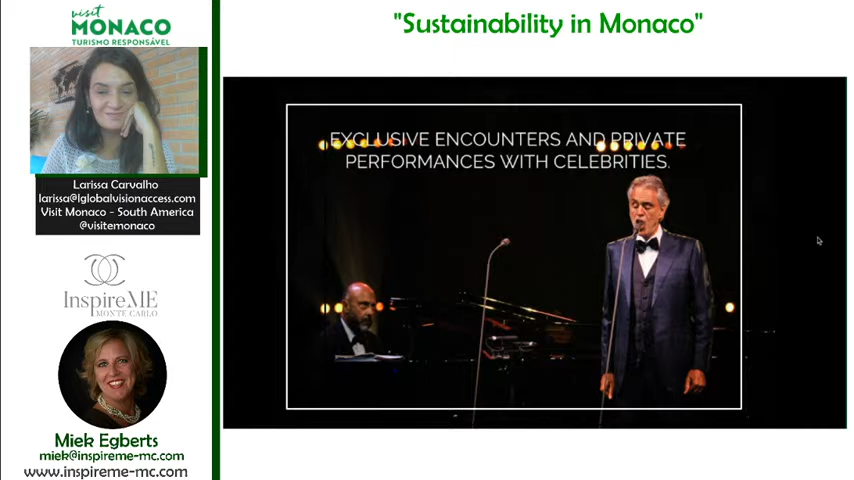 visit
MONACO
TURISMO RESPONSÁVEL
"Sustainability in Monaco"
Larissa Carvalho
larissa@lglobalvisionaccess.com
Visit Monaco - South America
@visitemonaco
InspireME
MONTE CARLO
Miek Egberts
miek@inspireme-mc.com
www.inspireme-mc.com
EXCLUSIVE ENCOUNTERS AND PRIVATE
PERFORMANCES WITH CELEBRITIES.